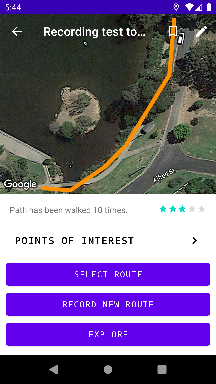 5:44
Recording test to...
Google
Path has been walked 10 times.
POINTS OF INTEREST
SELECT ROUTE
RECORD NEW ROUTE
EXPLORE